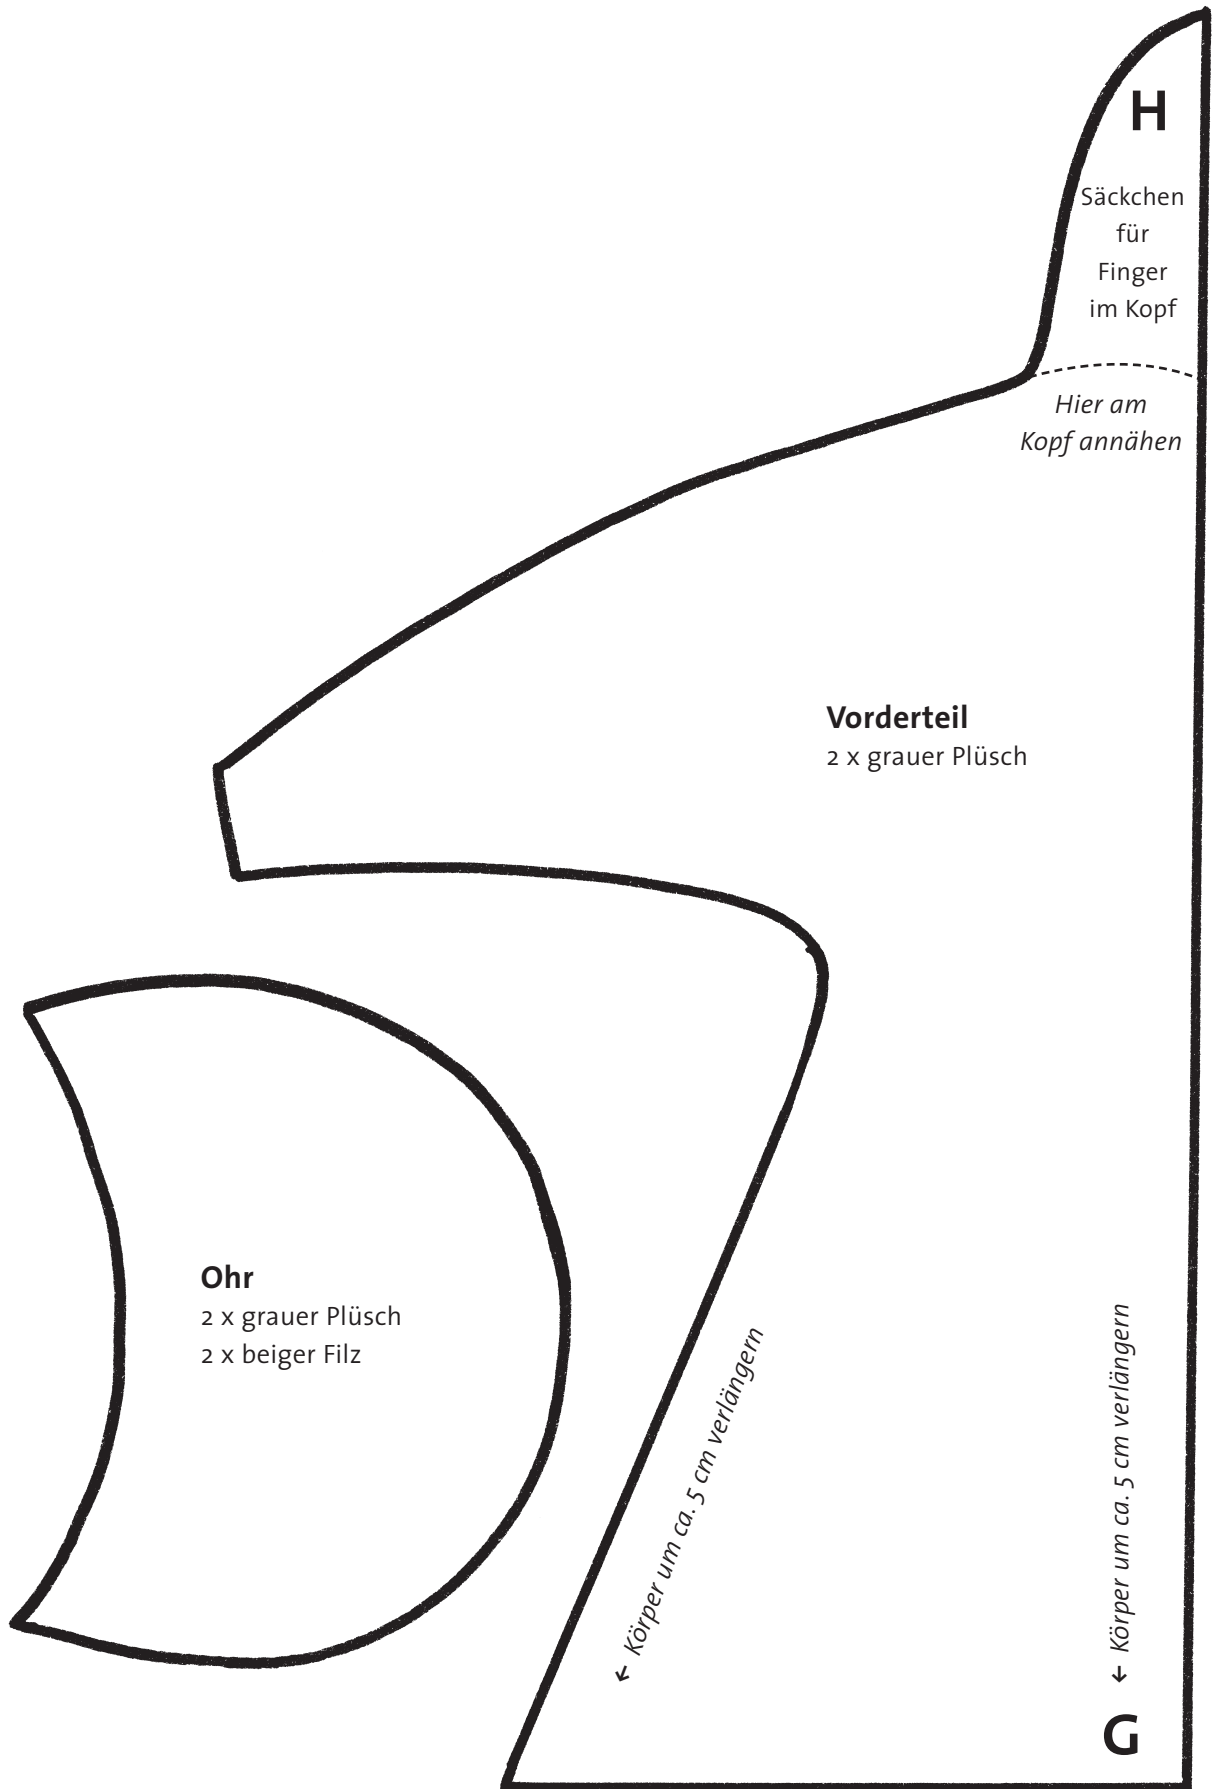 H
Säckchen
für
Finger
im Kopf
Hier am
Kopf annähen
Vorderteil
2 x grauer Plüsch
Ohr
2 x grauer Plüsch
2 x beiger Filz
← Körper um ca. 5 cm verlängern
← Körper um ca. 5 cm verlängern
G